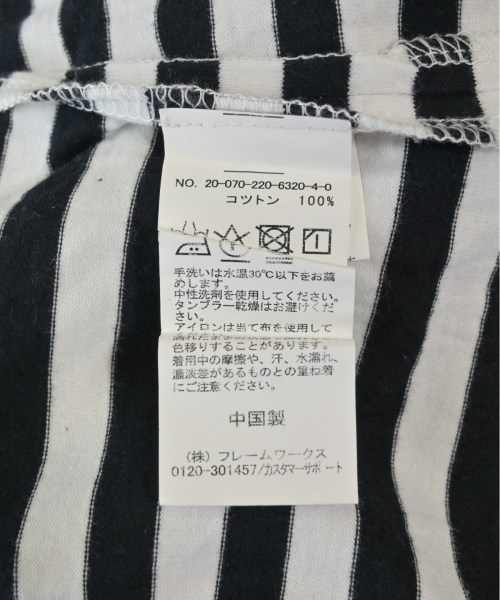 NO. 20-070-220-6320-4-0
コットン 100%
手洗いは水温30℃以下をお薦
めします。
中性洗剤を使用してください。
タンブラー乾燥はお避けくださ
い。
アイロンは当て布を使用して
色移りすることがあります。
着用中の摩擦や、汗、水濡れ、
濃淡差があるものとの重ね着
にご注意ください。
中国製
(株) フレームワークス
0120-301457/カスタマーサポート